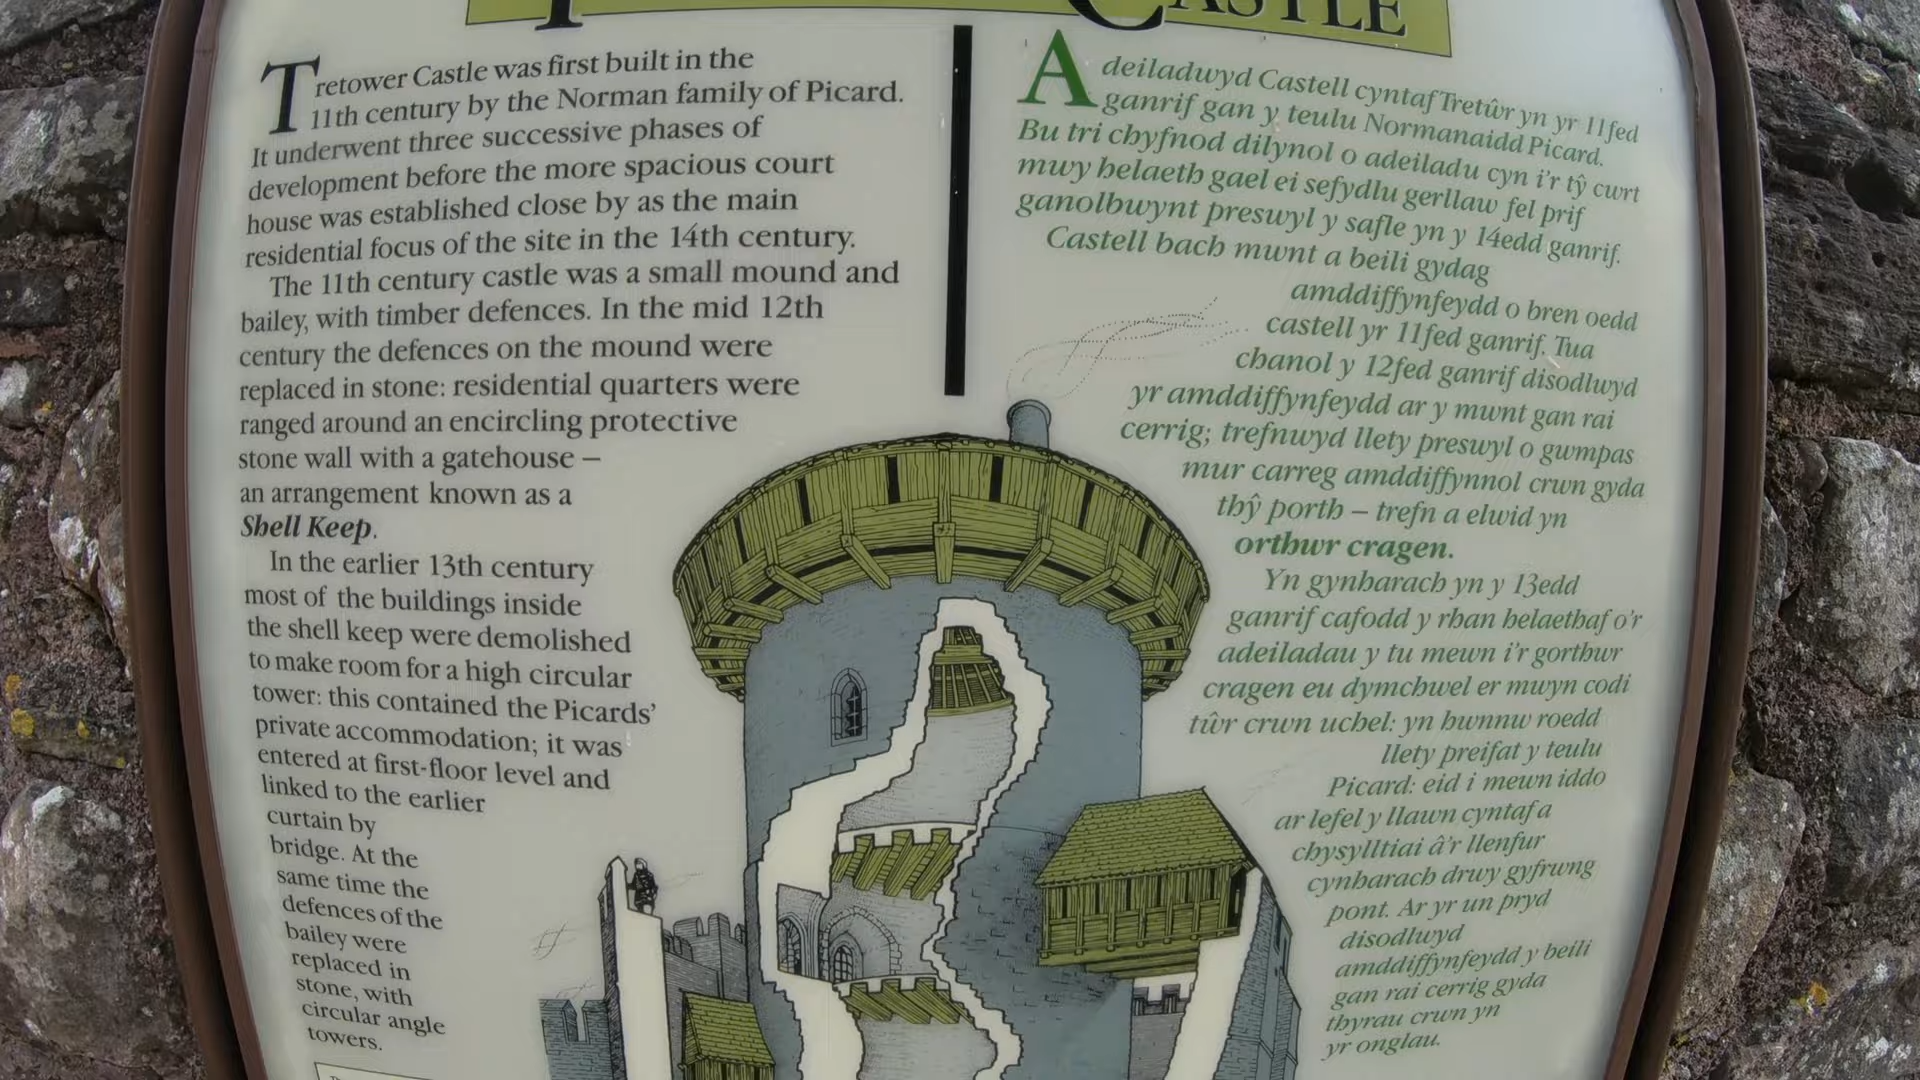 CASTLE
Tretower Castle was first built in the
11th century by the Norman family of Picard.
It underwent three successive phases of
development before the more spacious court
house was established close by as the main
residential focus of the site in the 14th century.
The 11th century castle was a small mound and
bailey, with timber defences. In the mid 12th
century the defences on the mound were
replaced in stone: residential quarters were
ranged around an encircling protective
stone wall with a gatehouse –
an arrangement known as a
Shell Keep.
In the earlier 13th century
most of the buildings inside
the shell keep were demolished
to make room for a high circular
tower: this contained the Picards'
private accommodation; it was
entered at first-floor level and
linked to the earlier
curtain by
bridge. At the
same time the
defences of the
bailey were
replaced in
stone, with
circular angle
towers.
Adeiladwyd Castell cyntaf Tretŵr yn yr 11fed
ganrif gan y teulu Normanaidd Picard.
Bu tri chyfnod dilynol o adeiladu cyn i'r tŷ cwrt
mwy helaeth gael ei sefydlu gerllaw fel prif
ganolbwynt preswyl y safle yn y 14edd ganrif.
Castell bach mwnt a beili gydag
amddiffynfeydd o bren oedd
castell yr 11fed ganrif. Tua
chanol y 12fed ganrif disodlwyd
yr amddiffynfeydd ar y mwnt gan rai
cerrig; trefnwyd llety preswyl o gwmpas
mur carreg amddiffynnol crwn gyda
thŷ porth – trefn a elwid yn
orthwr cragen.
Yn gynharach yn y 13edd
ganrif cafodd y rhan helaethaf o'r
adeiladau y tu mewn i'r gorthwr
cragen eu dymchwel er mwyn codi
tŵr crwn uchel: yn hwnnw roedd
llety preifat y teulu
Picard: eid i mewn iddo
ar lefel y llawn cyntaf a
chysylltiai â'r llenfur
cynharach drwy gyfrwng
pont. Ar yr un pryd
disodlwyd
amddiffynfeydd y beili
gan rai cerrig gyda
thyrau crwn yn
yr onglau.